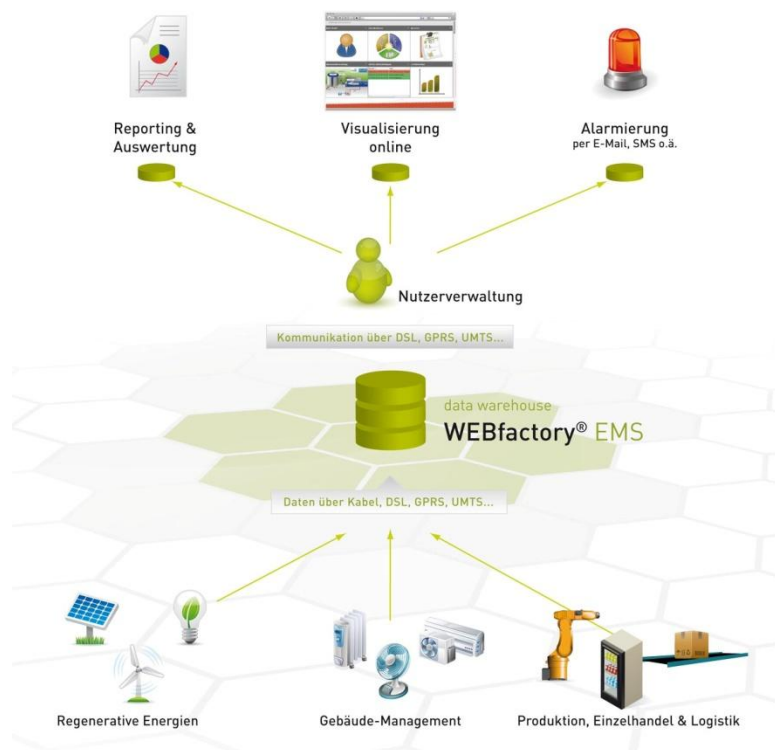 Reporting &
Auswertung
Visualisierung
online
Alarmierung
per E-Mail, SMS o.ä.
Nutzerverwaltung
Kommunikation über DSL, GPRS, UMTS...
data warehouse
WEBfactory® EMS
Daten über Kabel, DSL, GPRS, UMTS...
Regenerative Energien
Gebäude-Management
Produktion, Einzelhandel & Logistik